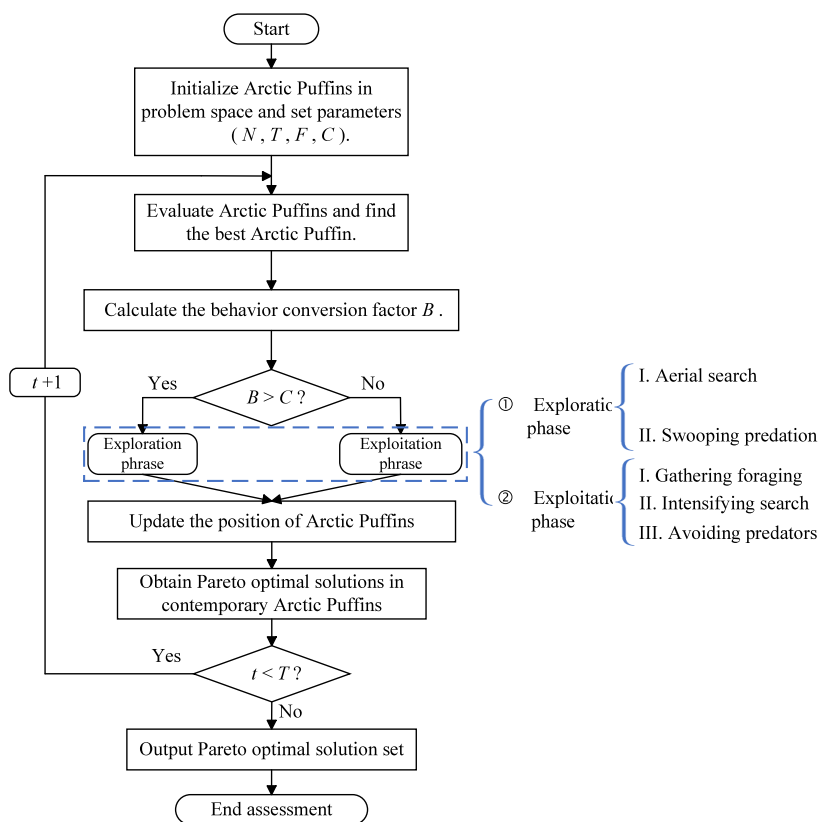 Start
Initialize Arctic Puffins in
problem space and set parameters
( N , T , F , C ).
Evaluate Arctic Puffins and find
the best Arctic Puffin.
Calculate the behavior conversion factor B .
t +1
Yes
B > C ?
No
Exploration
phrase
Exploitation
phrase
① Exploratic
phase
I. Aerial search
II. Swooping predation
② Exploitatic
phase
I. Gathering foraging
II. Intensifying search
III. Avoiding predators
Update the position of Arctic Puffins
Obtain Pareto optimal solutions in
contemporary Arctic Puffins
Yes
t < T ?
No
Output Pareto optimal solution set
End assessment